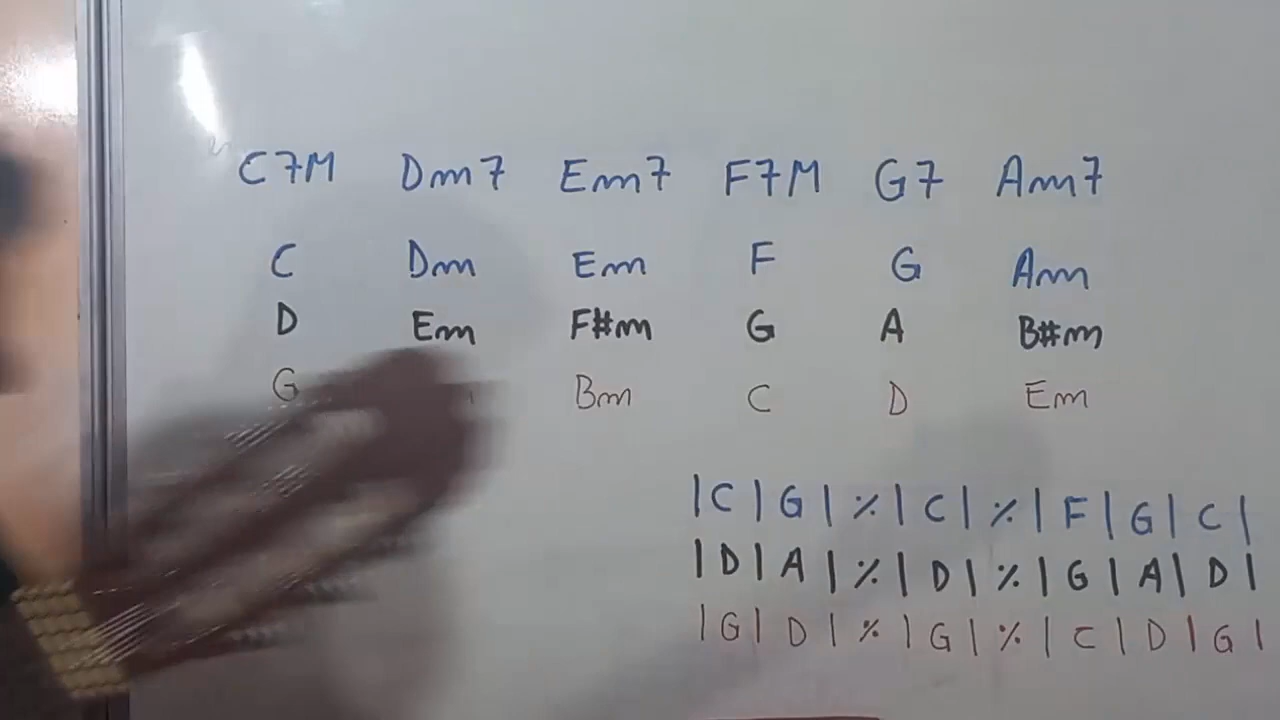 C7M Dm7 Em7 F7M G7 Am7
C Dm Em F G Am
D Em F#m G A B#m
G Bm C D Em
|C|G|٪|C|٪|F|G|C|
|D|A|٪|D|٪|G|A|D|
|G|D|٪|G|٪|C|D|G|